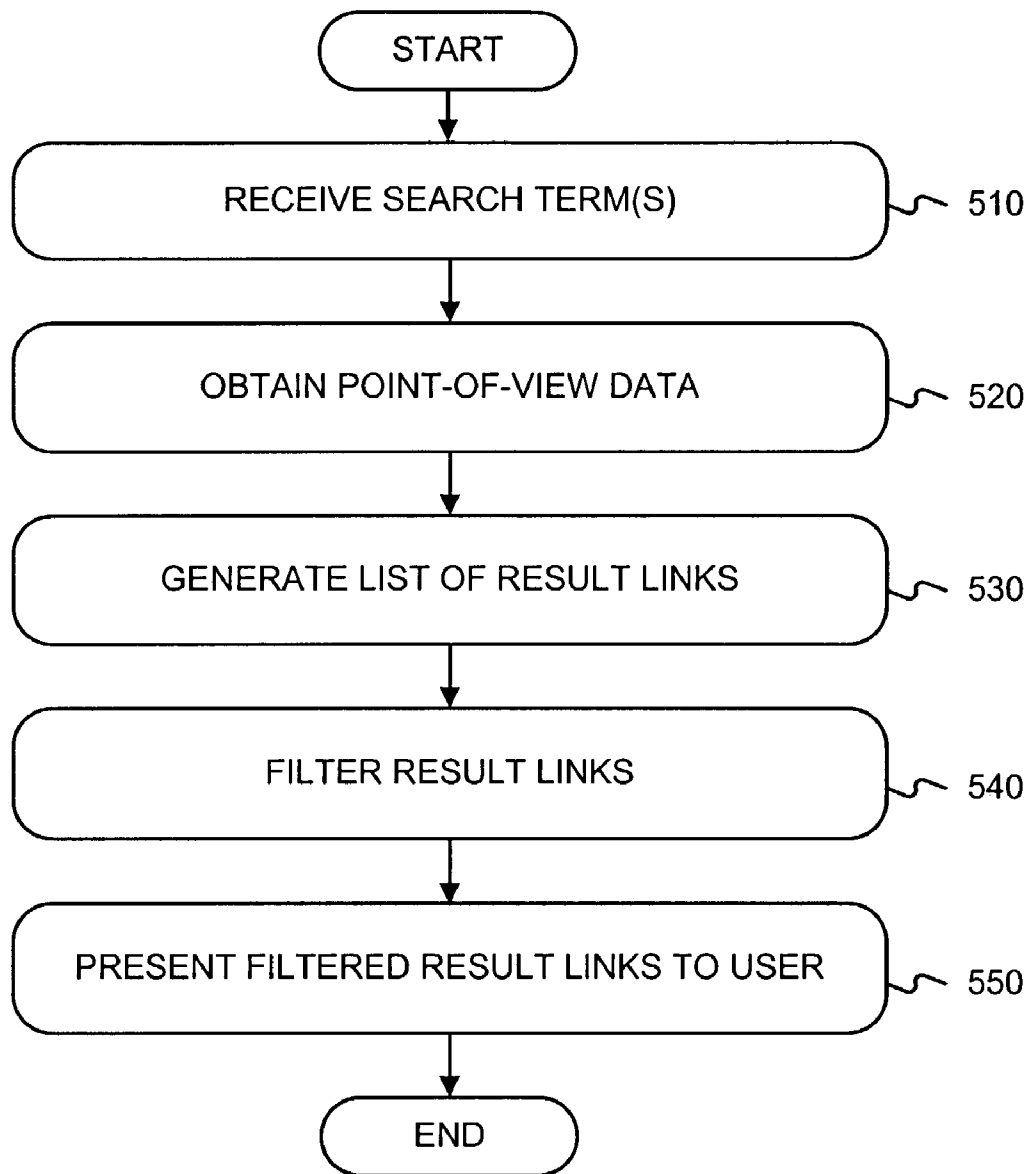 START
RECEIVE SEARCH TERM(S)
510
OBTAIN POINT-OF-VIEW DATA
520
GENERATE LIST OF RESULT LINKS
530
FILTER RESULT LINKS
540
PRESENT FILTERED RESULT LINKS TO USER
550
END